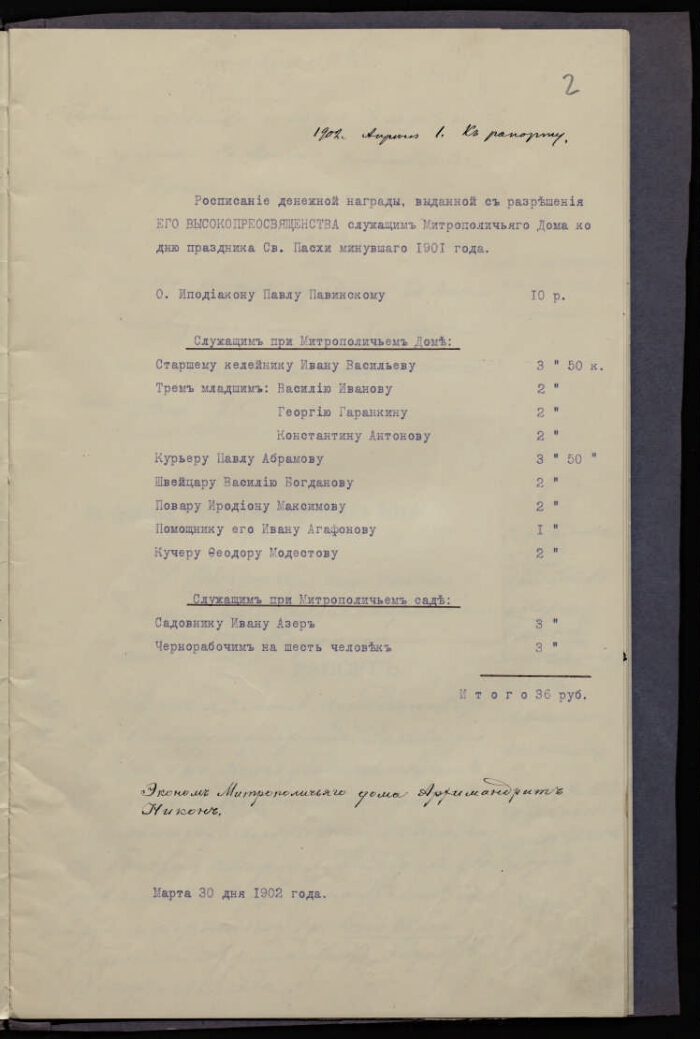 2
1902. Апрѣль 1. Къ рапорту.
Росписаніе денежной награды, выданной съ разрѣшенія
ЕГО ВЫСОКОПРЕОСВЯЩЕНСТВА служащимъ Митрополичьяго Дома ко
дню праздника Св. Пасхи минувшаго 1901 года.
О. Иподіакону Павлу Павинскому 10 р.
Служащимъ при Митрополичьемъ Домѣ:
Старшему келейнику Ивану Васильеву 3 " 50 к.
Тремъ младшимъ: Василію Иванову 2 "
Георгію Гаранкину 2 "
Константину Антонову 2 "
Курьеру Павлу Абрамову 3 " 50 "
Швейцару Василію Богданову 2 "
Повару Иродіону Максимову 2 "
Помощнику его Ивану Агафонову 1 "
Кучеру Ѳеодору Модестову 2 "
Служащимъ при Митрополичьемъ садѣ:
Садовнику Ивану Азеръ 3 "
Чернорабочимъ на шесть человѣкъ 3 "
И т о г о 36 руб.
Экономъ Митрополичьяго дома Архимандритъ
Никонъ.
Марта 30 дня 1902 года.